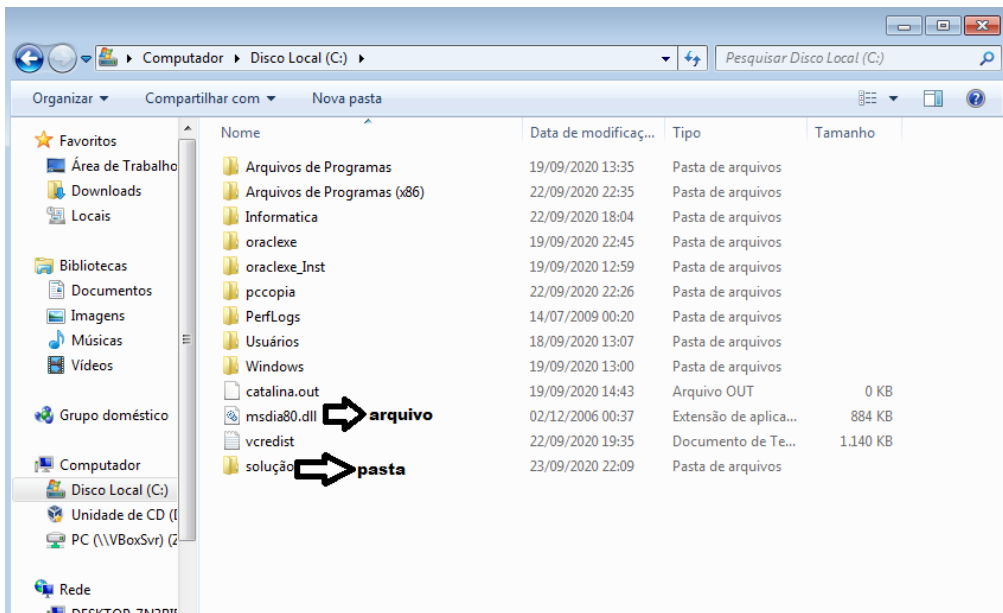 Computador ▸ Disco Local (C:) ▸ Pesquisar Disco Local (C:)
Organizar Compartilhar com Nova pasta
Favoritos
Área de Trabalho
Downloads
Locais
Bibliotecas
Documentos
Imagens
Músicas
Vídeos
Grupo doméstico
Computador
Disco Local (C:)
Unidade de CD (
PC (\\VBoxSvr) (Z
Rede
Nome Data de modificaç... Tipo Tamanho
Arquivos de Programas 19/09/2020 13:35 Pasta de arquivos
Arquivos de Programas (x86) 22/09/2020 22:35 Pasta de arquivos
Informatica 22/09/2020 18:04 Pasta de arquivos
oraclexe 19/09/2020 22:45 Pasta de arquivos
oraclexe_Inst 19/09/2020 12:59 Pasta de arquivos
pccopia 22/09/2020 22:26 Pasta de arquivos
PerfLogs 14/07/2009 00:20 Pasta de arquivos
Usuários 18/09/2020 13:07 Pasta de arquivos
Windows 19/09/2020 13:00 Pasta de arquivos
catalina.out 19/09/2020 14:43 Arquivo OUT 0 KB
msdia80.dll arquivo 02/12/2006 00:37 Extensão de aplica... 884 KB
vcredist 22/09/2020 19:35 Documento de Te... 1.140 KB
solução pasta 23/09/2020 22:09 Pasta de arquivos